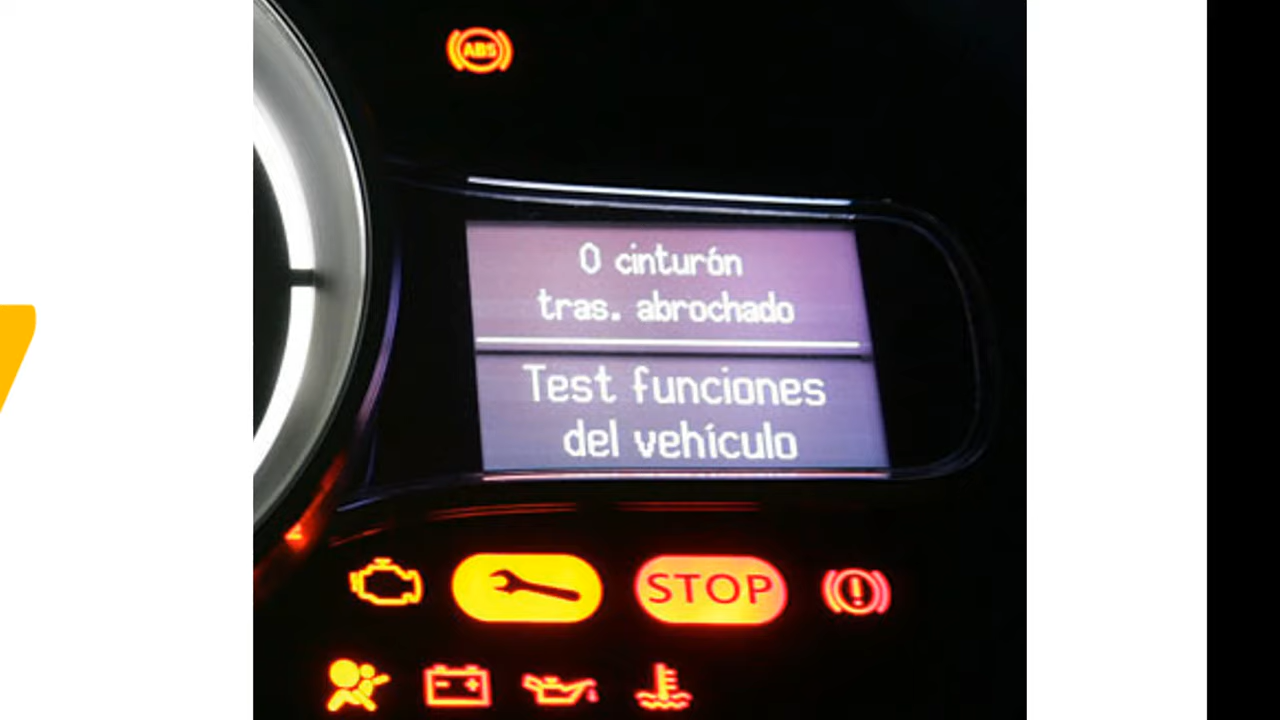 ABS
0 cinturón
tras. abrochado
Test funciones
del vehículo
STOP